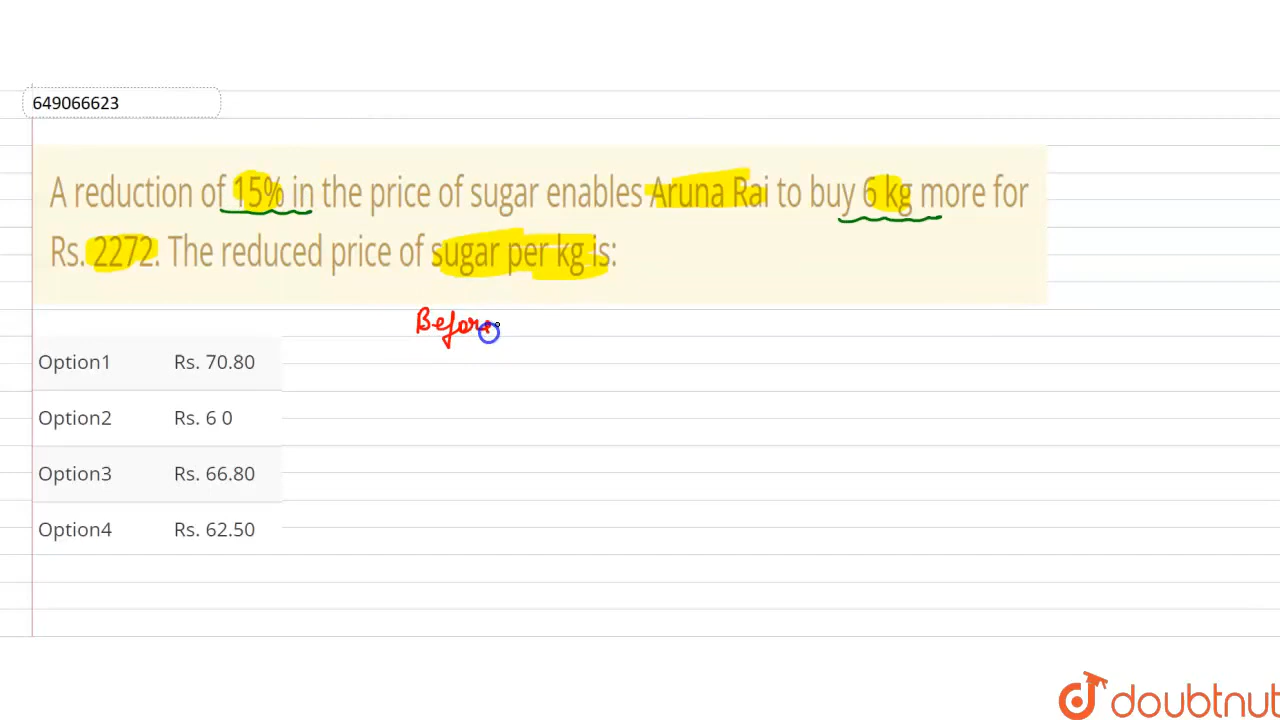 649066623
A reduction of 15% in the price of sugar enables Aruna Rai to buy 6 kg more for
Rs. 2272. The reduced price of sugar per kg is:
Before
Option1 Rs. 70.80
Option2 Rs. 6 0
Option3 Rs. 66.80
Option4 Rs. 62.50
doubtnut